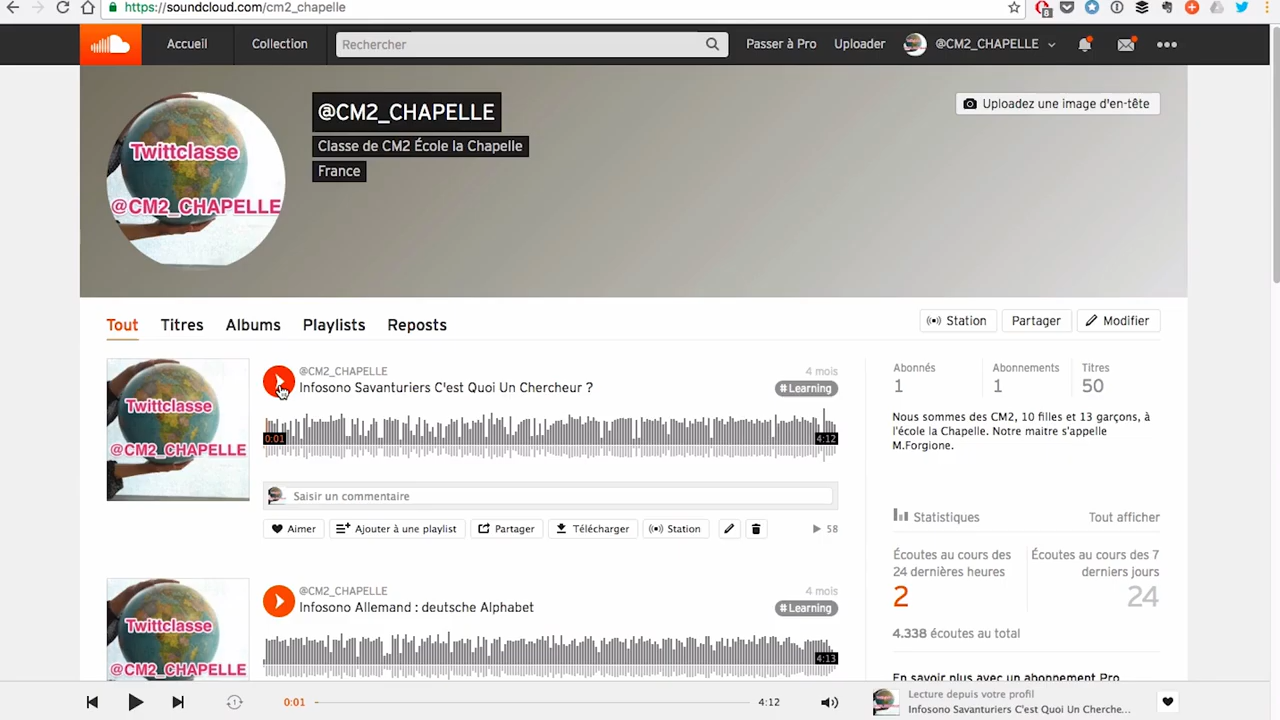 https://soundcloud.com/cm2_chapelle
8
Accueil
Collection
Rechercher
Passer à Pro
Uploader
@CM2_CHAPELLE
Twittclasse
@CM2_CHAPELLE
@CM2_CHAPELLE
Classe de CM2 École la Chapelle
France
Uploadez une image d'en-tête
Tout
Titres
Albums
Playlists
Reposts
Station
Partager
Modifier
Twittclasse
@CM2_CHAPELLE
@CM2_CHAPELLE
4 mois
Infosono Savanturiers C'est Quoi Un Chercheur ?
# Learning
0:01
4:12
Saisir un commentaire
Aimer
Ajouter à une playlist
Partager
Télécharger
Station
58
Abonnés
1
Abonnements
1
Titres
50
Nous sommes des CM2, 10 filles et 13 garçons, à
l'école la Chapelle. Notre maitre s'appelle
M.Forgione.
Statistiques
Tout afficher
Écoutes au cours des
24 dernières heures
2
Écoutes au cours des 7
derniers jours
24
4.338 écoutes au total
En savoir plus avec un abonnement Pro
Twittclasse
@CM2_CHAPELLE
@CM2_CHAPELLE
4 mois
Infosono Allemand : deutsche Alphabet
# Learning
4:13
1
0:01
4:12
Lecture depuis votre profil
Infosono Savanturiers C'est Quoi Un Cherche...